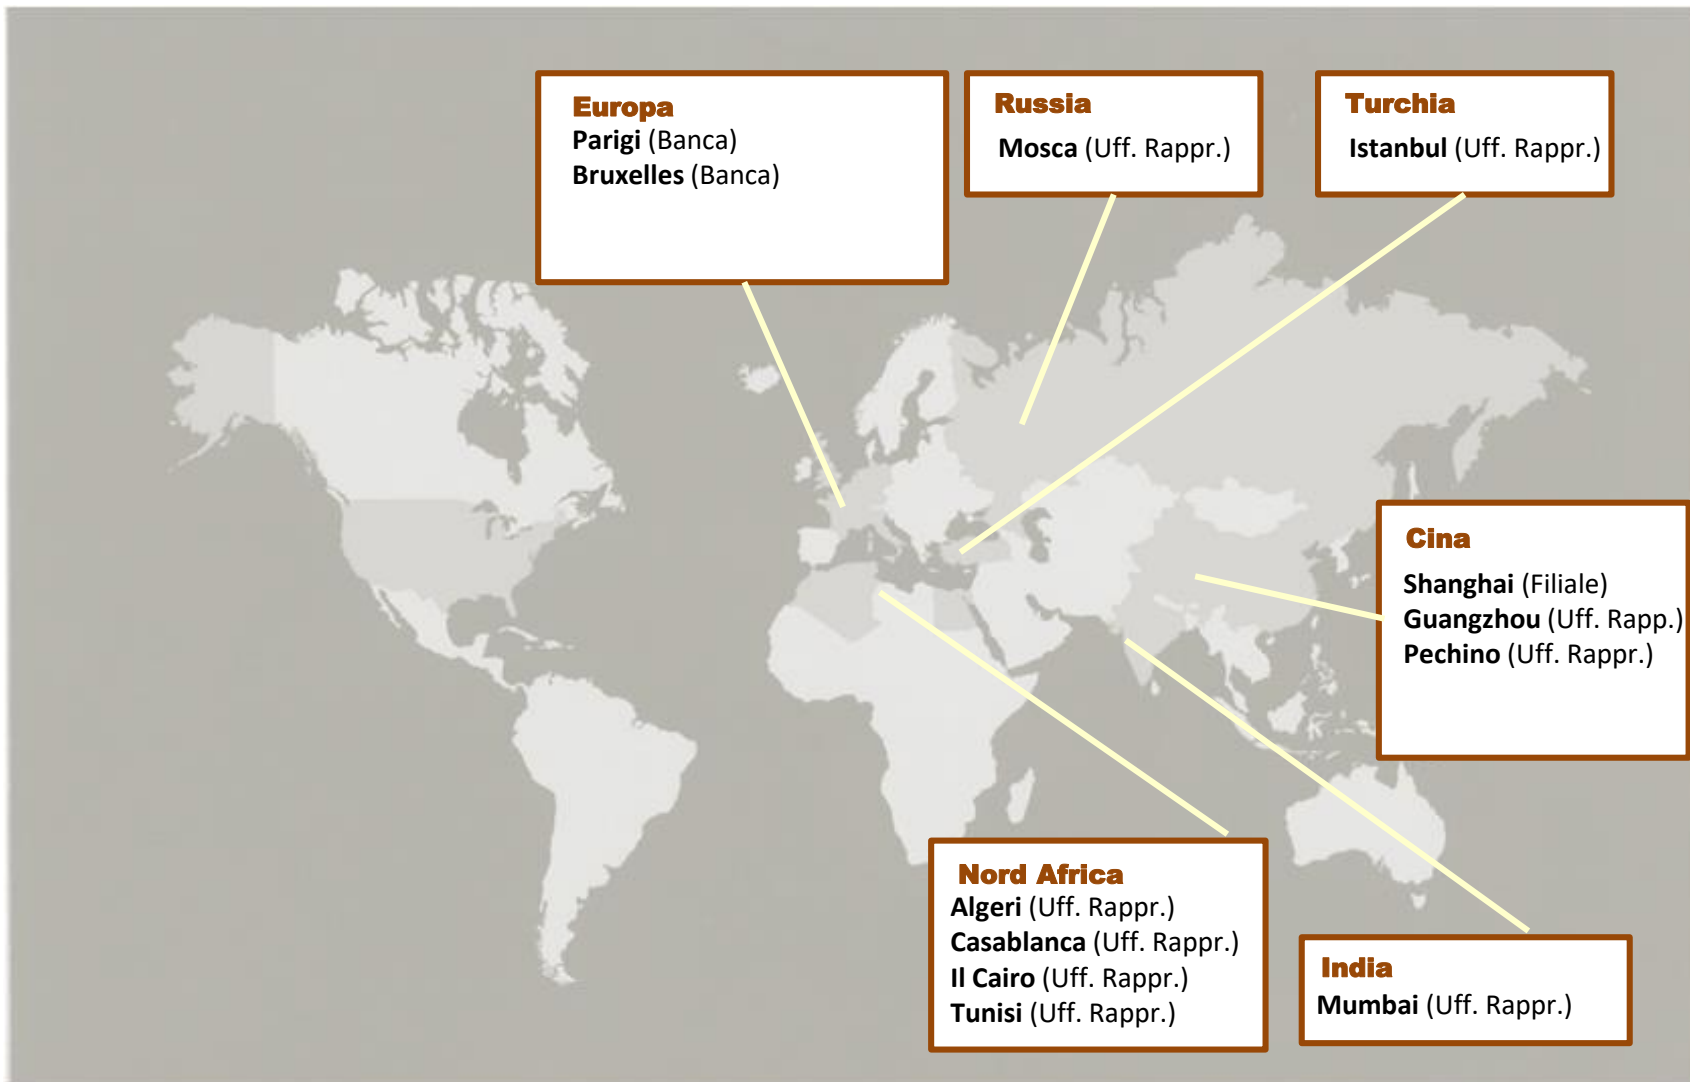 Europa
Parigi (Banca)
Bruxelles (Banca)
Russia
Mosca (Uff. Rappr.)
Turchia
Istanbul (Uff. Rappr.)
Cina
Shanghai (Filiale)
Guangzhou (Uff. Rapp.)
Pechino (Uff. Rappr.)
Nord Africa
Algeri (Uff. Rappr.)
Casablanca (Uff. Rappr.)
Il Cairo (Uff. Rappr.)
Tunisi (Uff. Rappr.)
India
Mumbai (Uff. Rappr.)